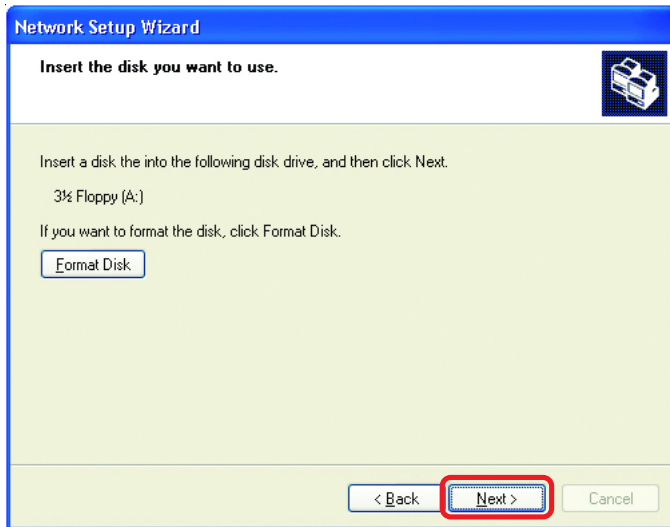 Network Setup Wizard
Insert the disk you want to use.
Insert a disk the into the following disk drive, and then click Next.
3½ Floppy (A:)
If you want to format the disk, click Format Disk.
Format Disk
< Back Next > Cancel